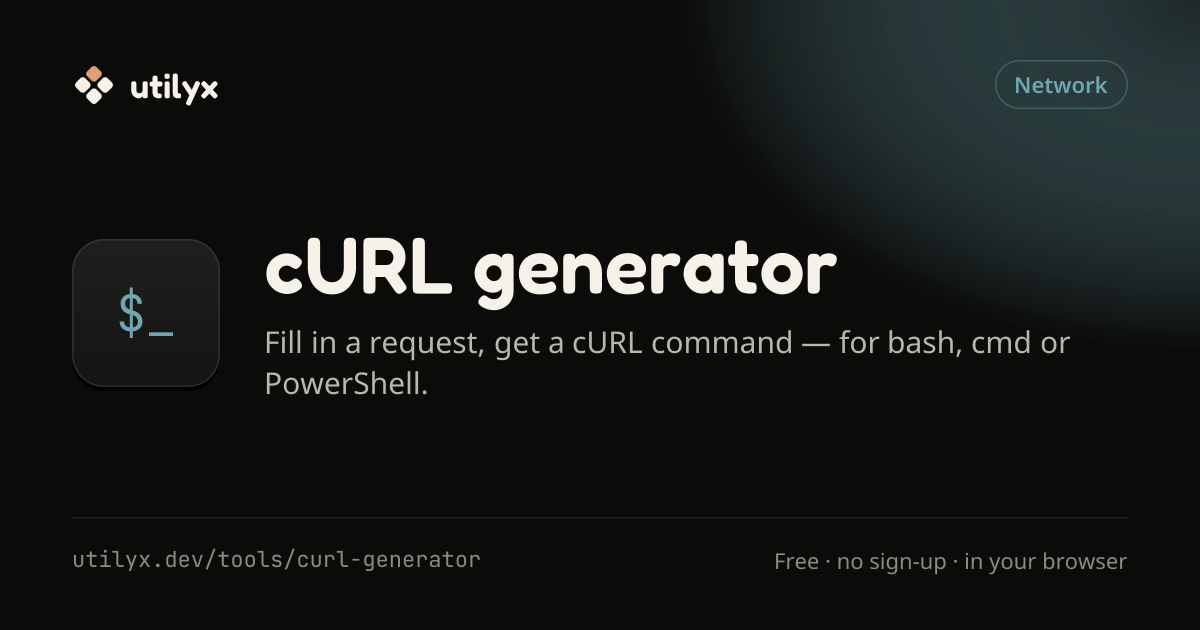 utilyx
Network
$_
cURL generator
Fill in a request, get a cURL command — for bash, cmd or
PowerShell.
utilyx.dev/tools/curl-generator
Free · no sign-up · in your browser